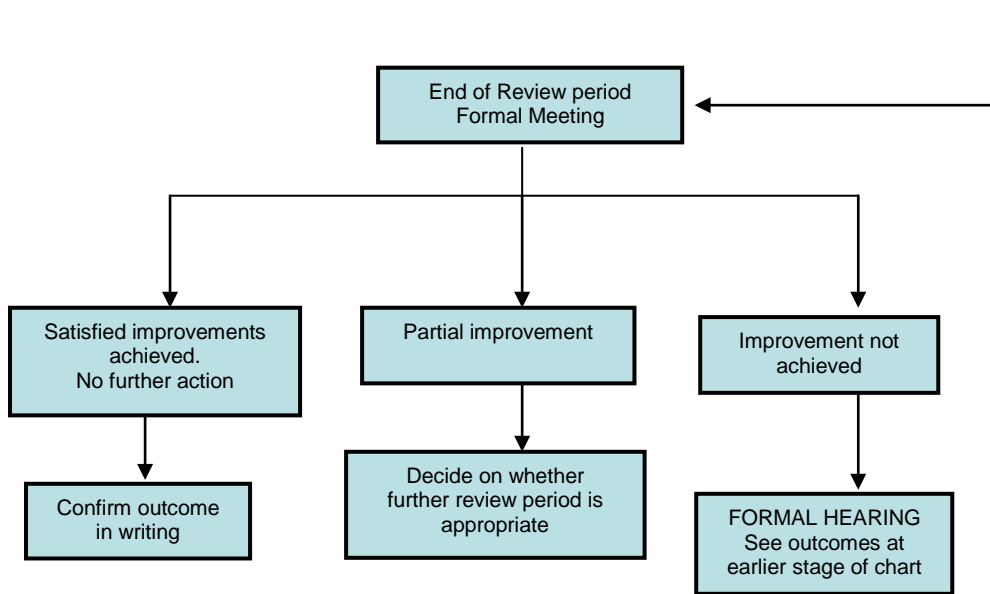 End of Review period
Formal Meeting
Satisfied improvements
achieved.
No further action
Partial improvement
Improvement not
achieved
Confirm outcome
in writing
Decide on whether
further review period is
appropriate
FORMAL HEARING
See outcomes at
earlier stage of chart